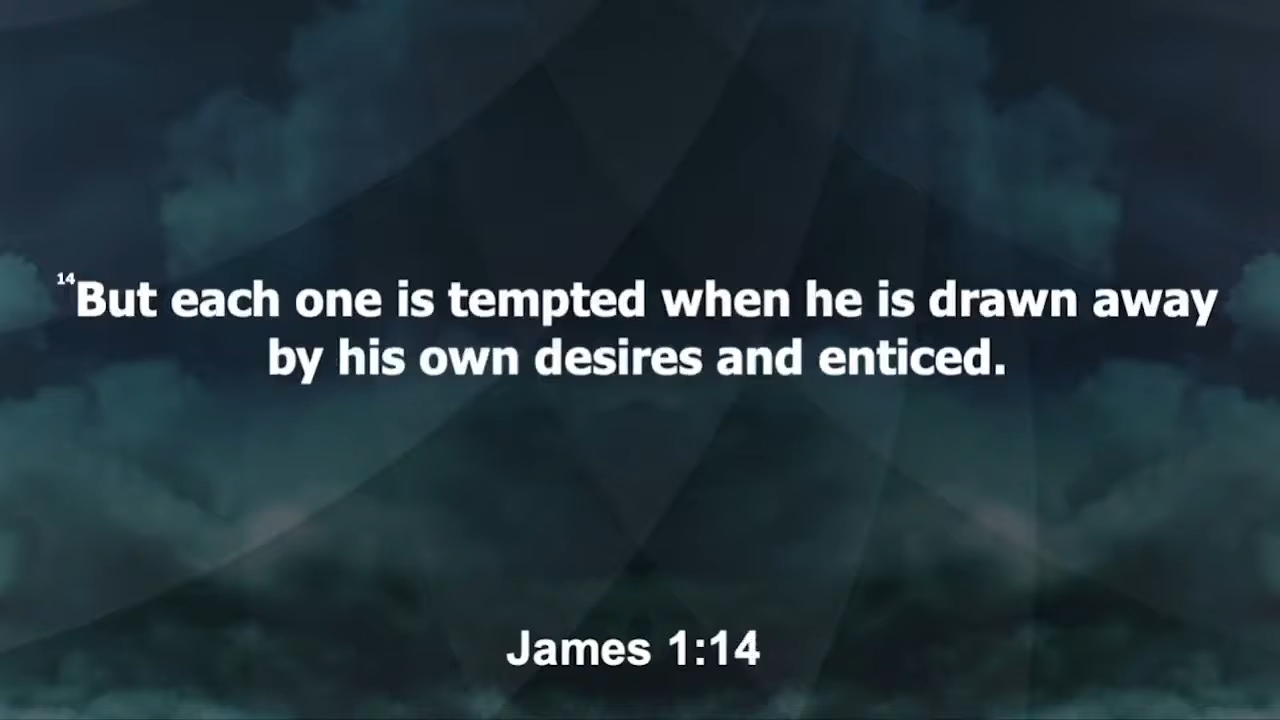 14But each one is tempted when he is drawn away
by his own desires and enticed.
James 1:14